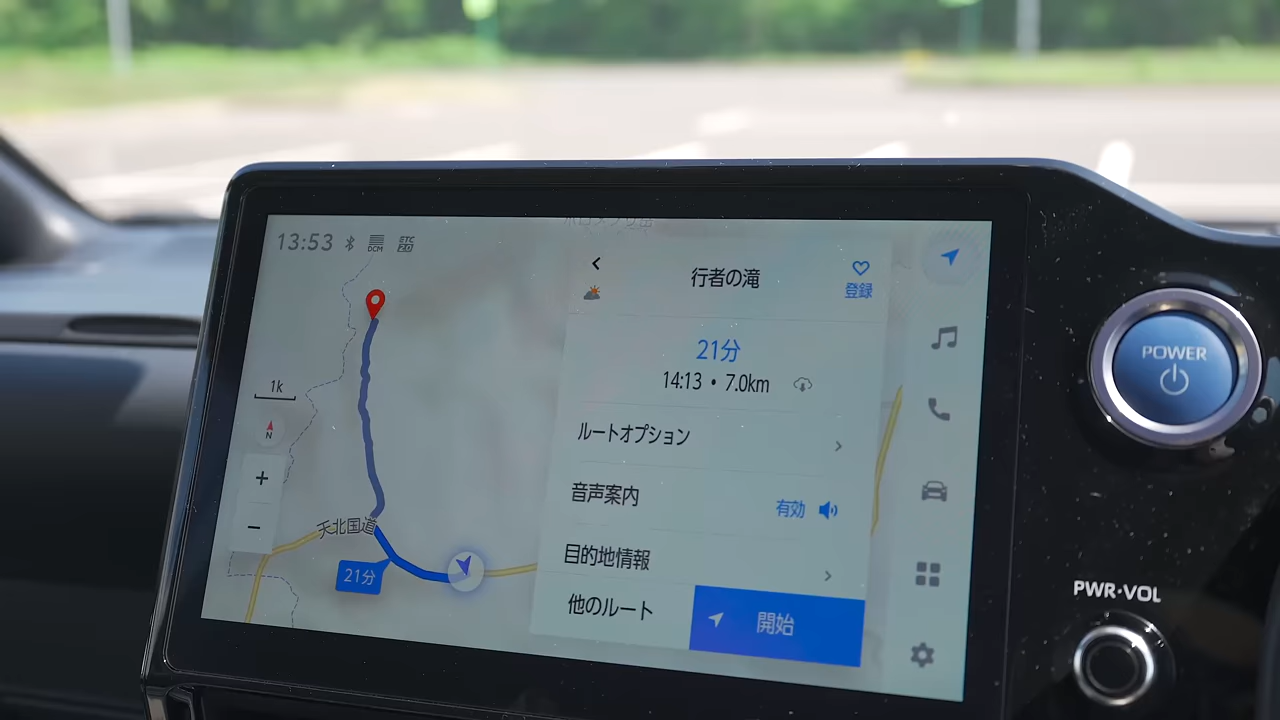 13:53
DCM
ETC
行者の滝
登録
21分
14:13 • 7.0km
1k
N
ルートオプション
音声案内 有効
天北国道
21分
目的地情報
他のルート
開始
+
−
POWER
PWR•VOL